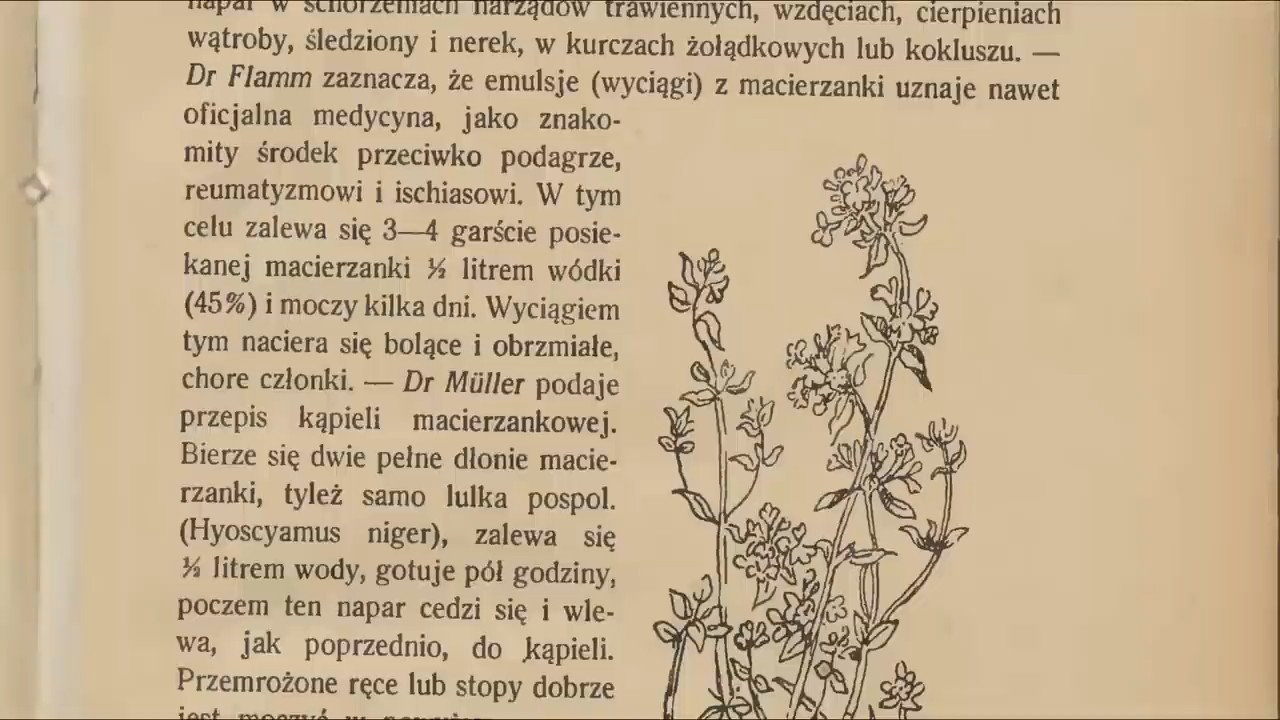 napar w schorzeniach narządów trawiennych, wzdęciach, cierpieniach
wątroby, śledziony i nerek, w kurczach żołądkowych lub kokluszu. —
Dr Flamm zaznacza, że emulsje (wyciągi) z macierzanki uznaje nawet
oficjalna medycyna, jako znako-
mity środek przeciwko podagrze,
reumatyzmowi i ischiasowi. W tym
celu zalewa się 3—4 garście posie-
kanej macierzanki ½ litrem wódki
(45%) i moczy kilka dni. Wyciągiem
tym naciera się bolące i obrzmiałe,
chore członki. — Dr Müller podaje
przepis kąpieli macierzankowej.
Bierze się dwie pełne dłonie macie-
rzanki, tyleż samo lulka pospol.
(Hyoscyamus niger), zalewa się
½ litrem wody, gotuje pół godziny,
poczem ten napar cedzi się i wle-
wa, jak poprzednio, do kąpieli.
Przemrożone ręce lub stopy dobrze
jest moczyć w